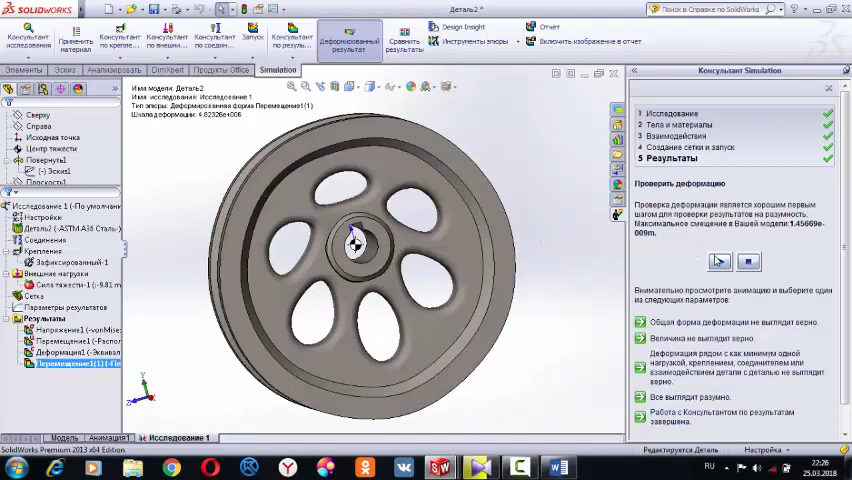 SOLIDWORKS
Деталь2 *
Поиск в Справке по SolidWorks
Консультант исследования
Применить материал
Консультант по крепле...
Консультант по внешни...
Консультант по соедин...
Запуск
Консультант по резуль...
Деформированный результат
Сравнить результаты
Design Insight
Инструменты эпюры
Отчет
Включить изображение в отчет
Элементы
Эскиз
Анализировать
DimXpert
Продукты Office
Simulation
Сверху
Справа
Исходная точка
Центр тяжести
Повернуть1
(-) Эскиз1
Плоскость1
Исследование 1 (-По умолчани
Настройки
Деталь2 (-ASTM A36 Сталь-)
Соединения
Крепления
Зафиксированный-1
Внешние нагрузки
Сила тяжести-1 (:-9.81 m
Сетка
Параметры результатов
Результаты
Напряжение1 (-vonMise
Перемещение1 (-Распол
Деформация1 (-Эквивал
Перемещение1(1) (-Пе
Имя модели: Деталь2
Имя исследования: Исследование 1
Тип эпюры: Деформированная форма Перемещение1(1)
Шкала деформации: 4.82326e+006
Y
Z
X
Консультант Simulation
1 Исследование
2 Тела и материалы
3 Взаимодействия
4 Создание сетки и запуск
5 Результаты
Проверить деформацию
Проверка деформации является хорошим первым
шагом для проверки результатов на разумность.
Максимальное смещение в Вашей модели:1.45669e-
009m.
Внимательно просмотрите анимацию и выберите один
из следующих параметров:
Общая форма деформации не выглядит верно.
Величина не выглядит верно.
Деформация рядом с как минимум одной
нагрузкой, креплением, соединителем или
взаимодействием детали с деталью не выглядит
верно.
Все выглядит разумно.
Работа с Консультантом по результатам
завершена.
Модель
Анимация1
Исследование 1
SolidWorks Premium 2013 x64 Edition
Редактируется Деталь
Настройка
RU
22:26
25.03.2018